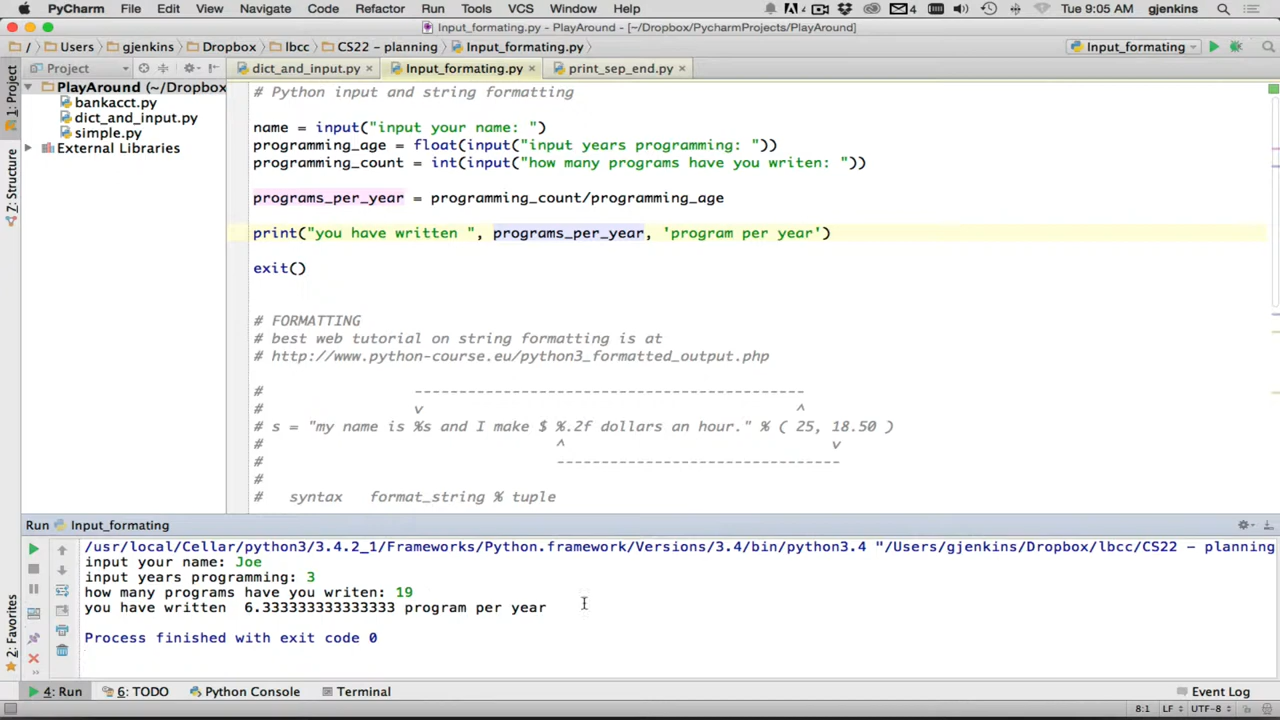 PyCharm File Edit View Navigate Code Refactor Run Tools VCS Window Help 4 4 Tue 9:05 AM gjenkins
Input_formating.py - PlayAround - [~/Dropbox/PycharmProjects/PlayAround]
/ Users gjenkins Dropbox lbcc CS22 - planning Input_formating.py Input_formating
Project dict_and_input.py Input_formating.py print_sep_end.py
1: Project
Z: Structure
2: Favorites
PlayAround (~/Dropbox
bankacct.py
dict_and_input.py
simple.py
External Libraries
# Python input and string formatting
name = input("input your name: ")
programming_age = float(input("input years programming: "))
programming_count = int(input("how many programs have you writen: "))
programs_per_year = programming_count/programming_age
print("you have written ", programs_per_year, 'program per year')
exit()
# FORMATTING
# best web tutorial on string formatting is at
# http://www.python-course.eu/python3_formatted_output.php
# -------------------------------------------
# v ^
# s = "my name is %s and I make $ %.2f dollars an hour." % ( 25, 18.50 )
# ^ v
# -------------------------------
#
# syntax format_string % tuple
Run Input_formating
/usr/local/Cellar/python3/3.4.2_1/Frameworks/Python.framework/Versions/3.4/bin/python3.4 "/Users/gjenkins/Dropbox/lbcc/CS22 - planning
input your name: Joe
input years programming: 3
how many programs have you writen: 19
you have written  6.333333333333333 program per year
Process finished with exit code 0
4: Run 6: TODO Python Console Terminal Event Log
8:1 LF UTF-8